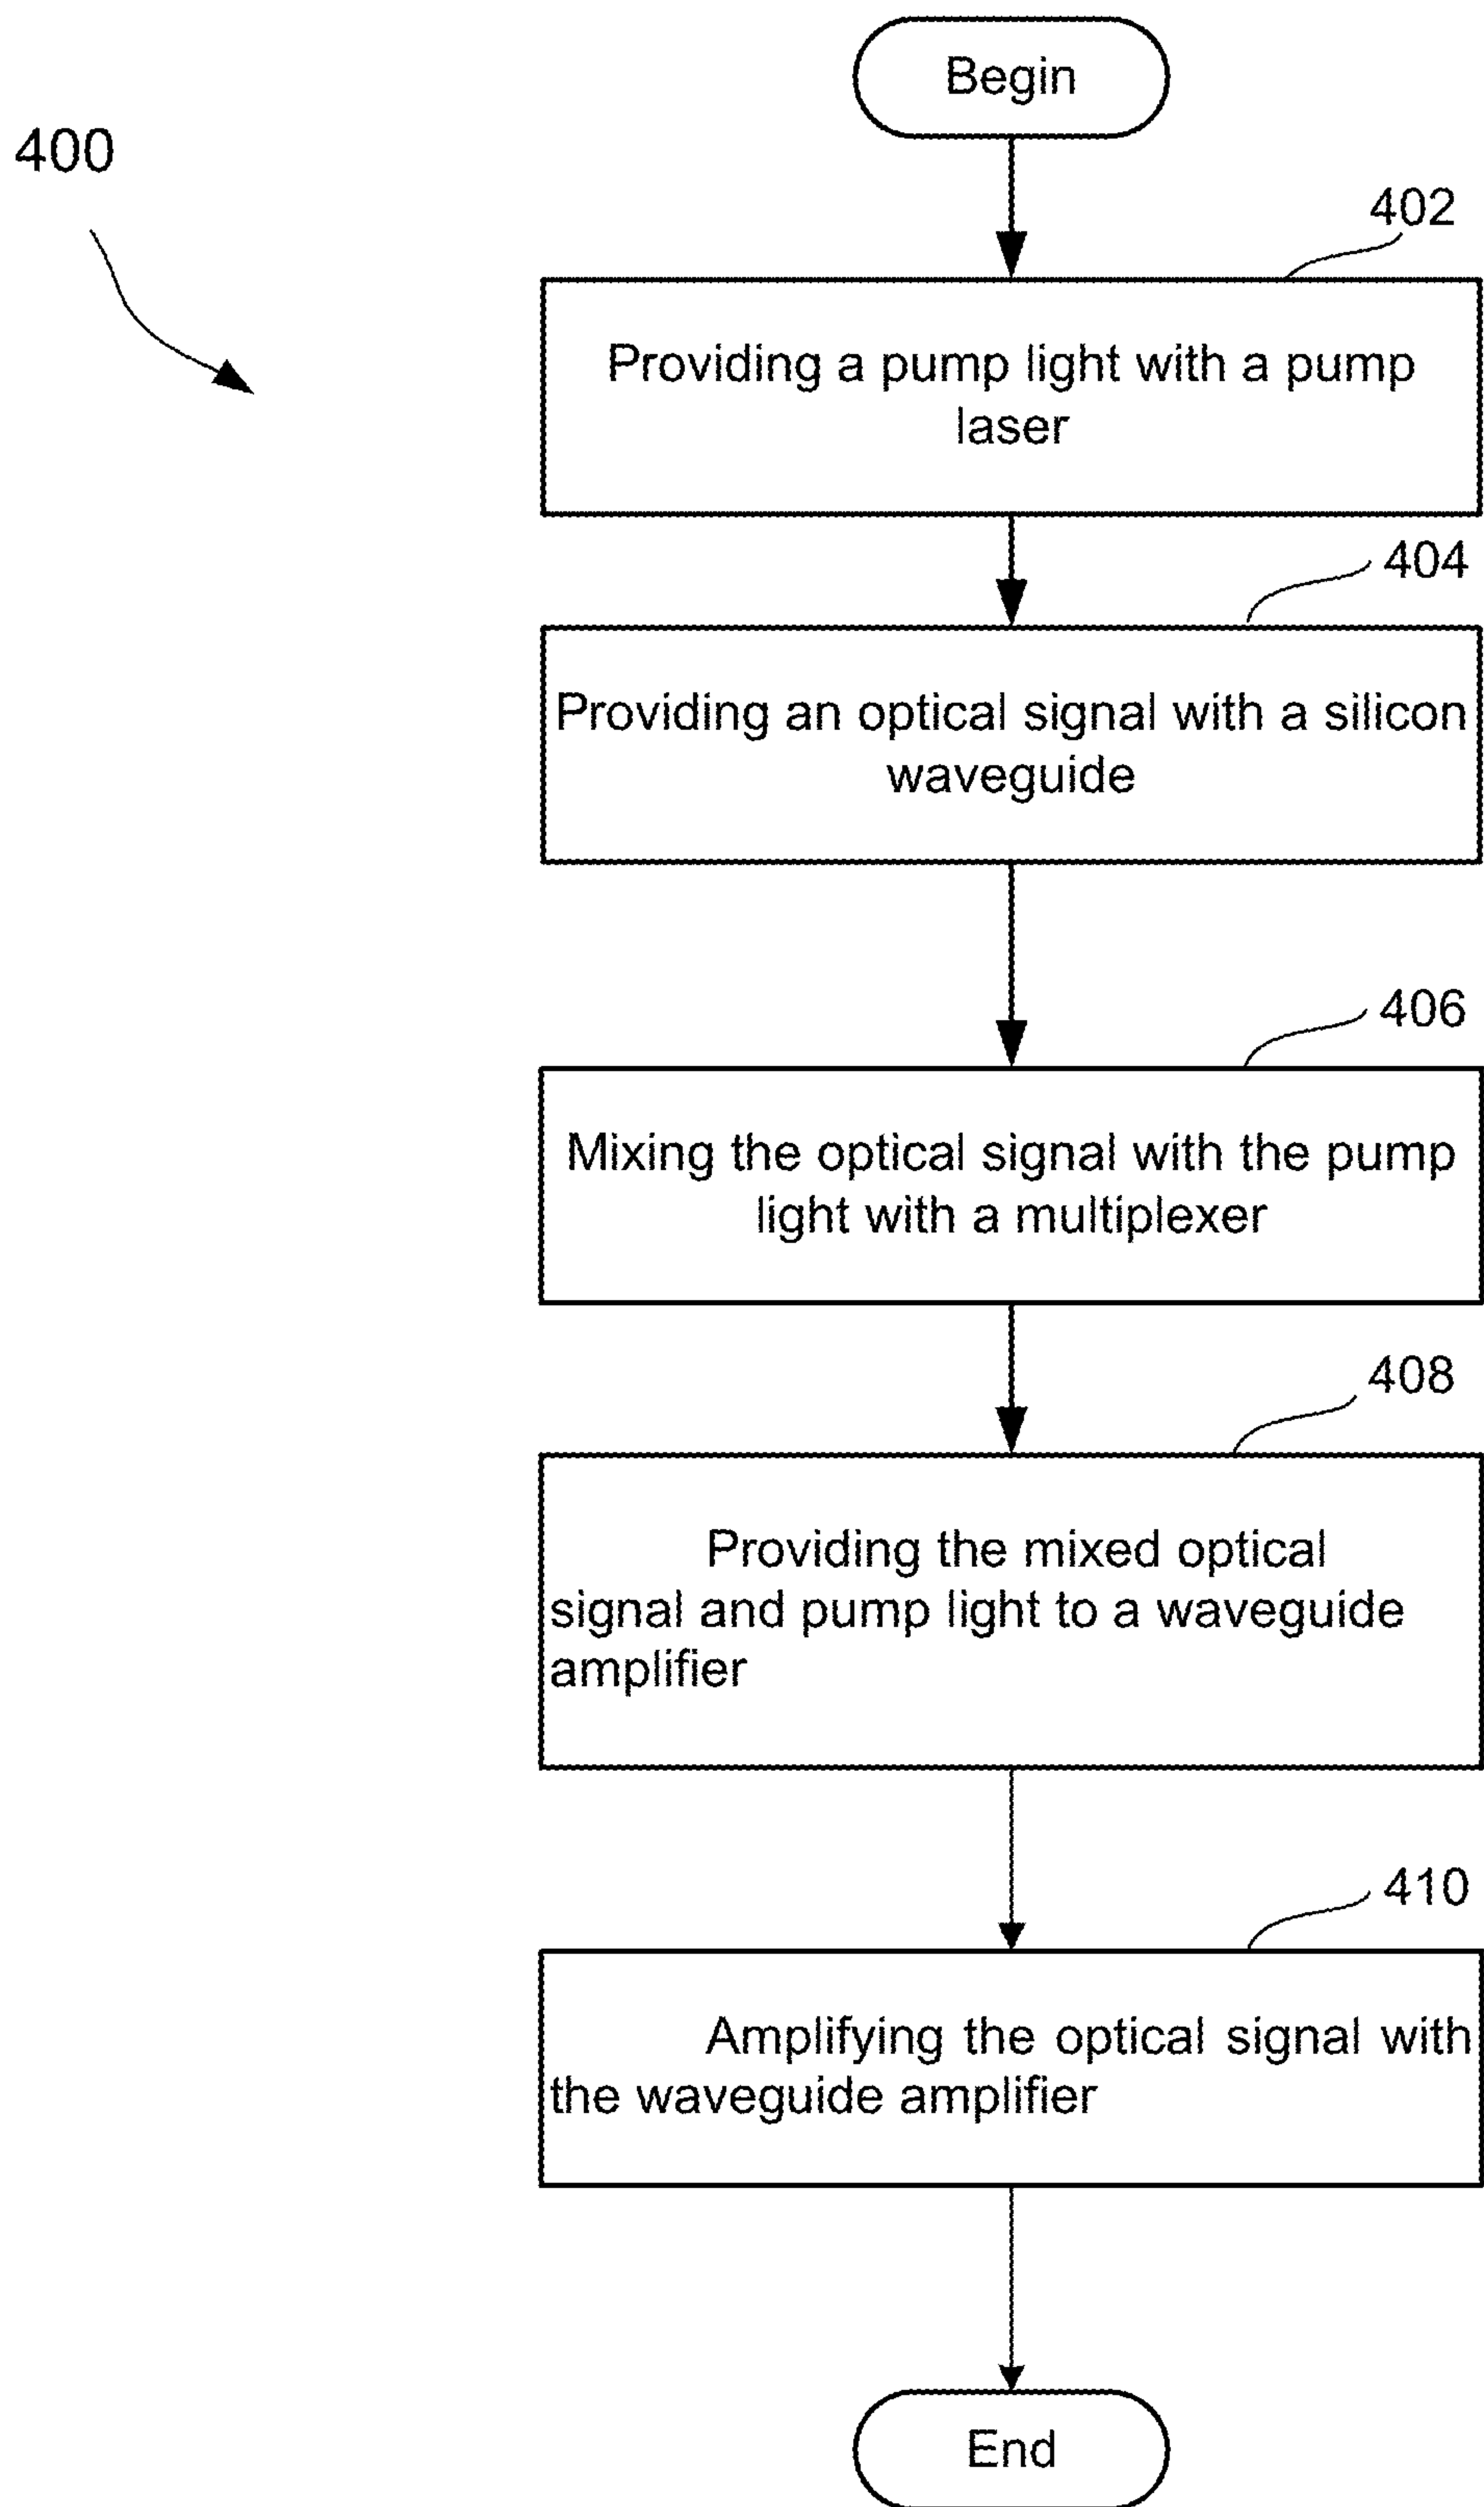 Begin
400
402
Providing a pump light with a pump
laser
404
Providing an optical signal with a silicon
waveguide
406
Mixing the optical signal with the pump
light with a multiplexer
408
Providing the mixed optical
signal and pump light to a waveguide
amplifier
410
Amplifying the optical signal with
the waveguide amplifier
End